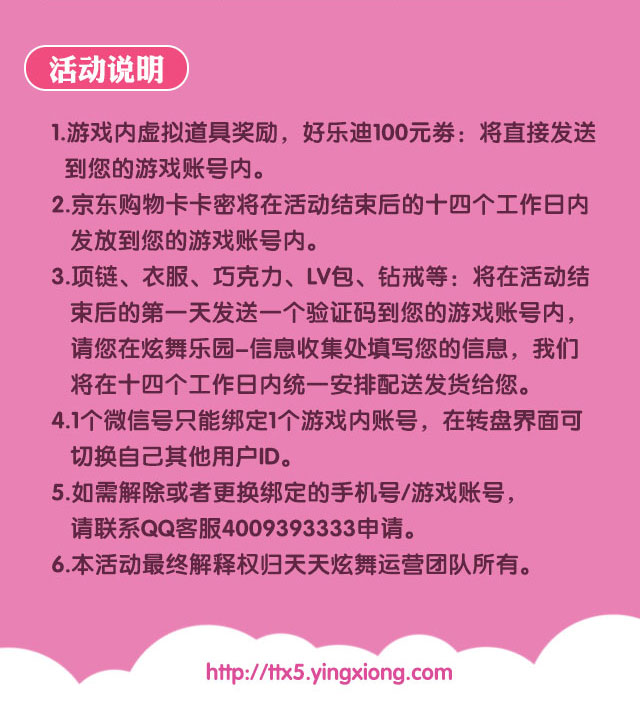 活动说明
1.游戏内虚拟道具奖励，好乐迪100元券：将直接发送
到您的游戏账号内。
2.京东购物卡卡密将在活动结束后的十四个工作日内
发放到您的游戏账号内。
3.项链、衣服、巧克力、LV包、钻戒等：将在活动结
束后的第一天发送一个验证码到您的游戏账号内，
请您在炫舞乐园-信息收集处填写您的信息，我们
将在十四个工作日内统一安排配送发货给您。
4.1个微信号只能绑定1个游戏内账号，在转盘界面可
切换自己其他用户ID。
5.如需解除或者更换绑定的手机号/游戏账号，
请联系QQ客服4009393333申请。
6.本活动最终解释权归天天炫舞运营团队所有。
http://ttx5.yingxiong.com